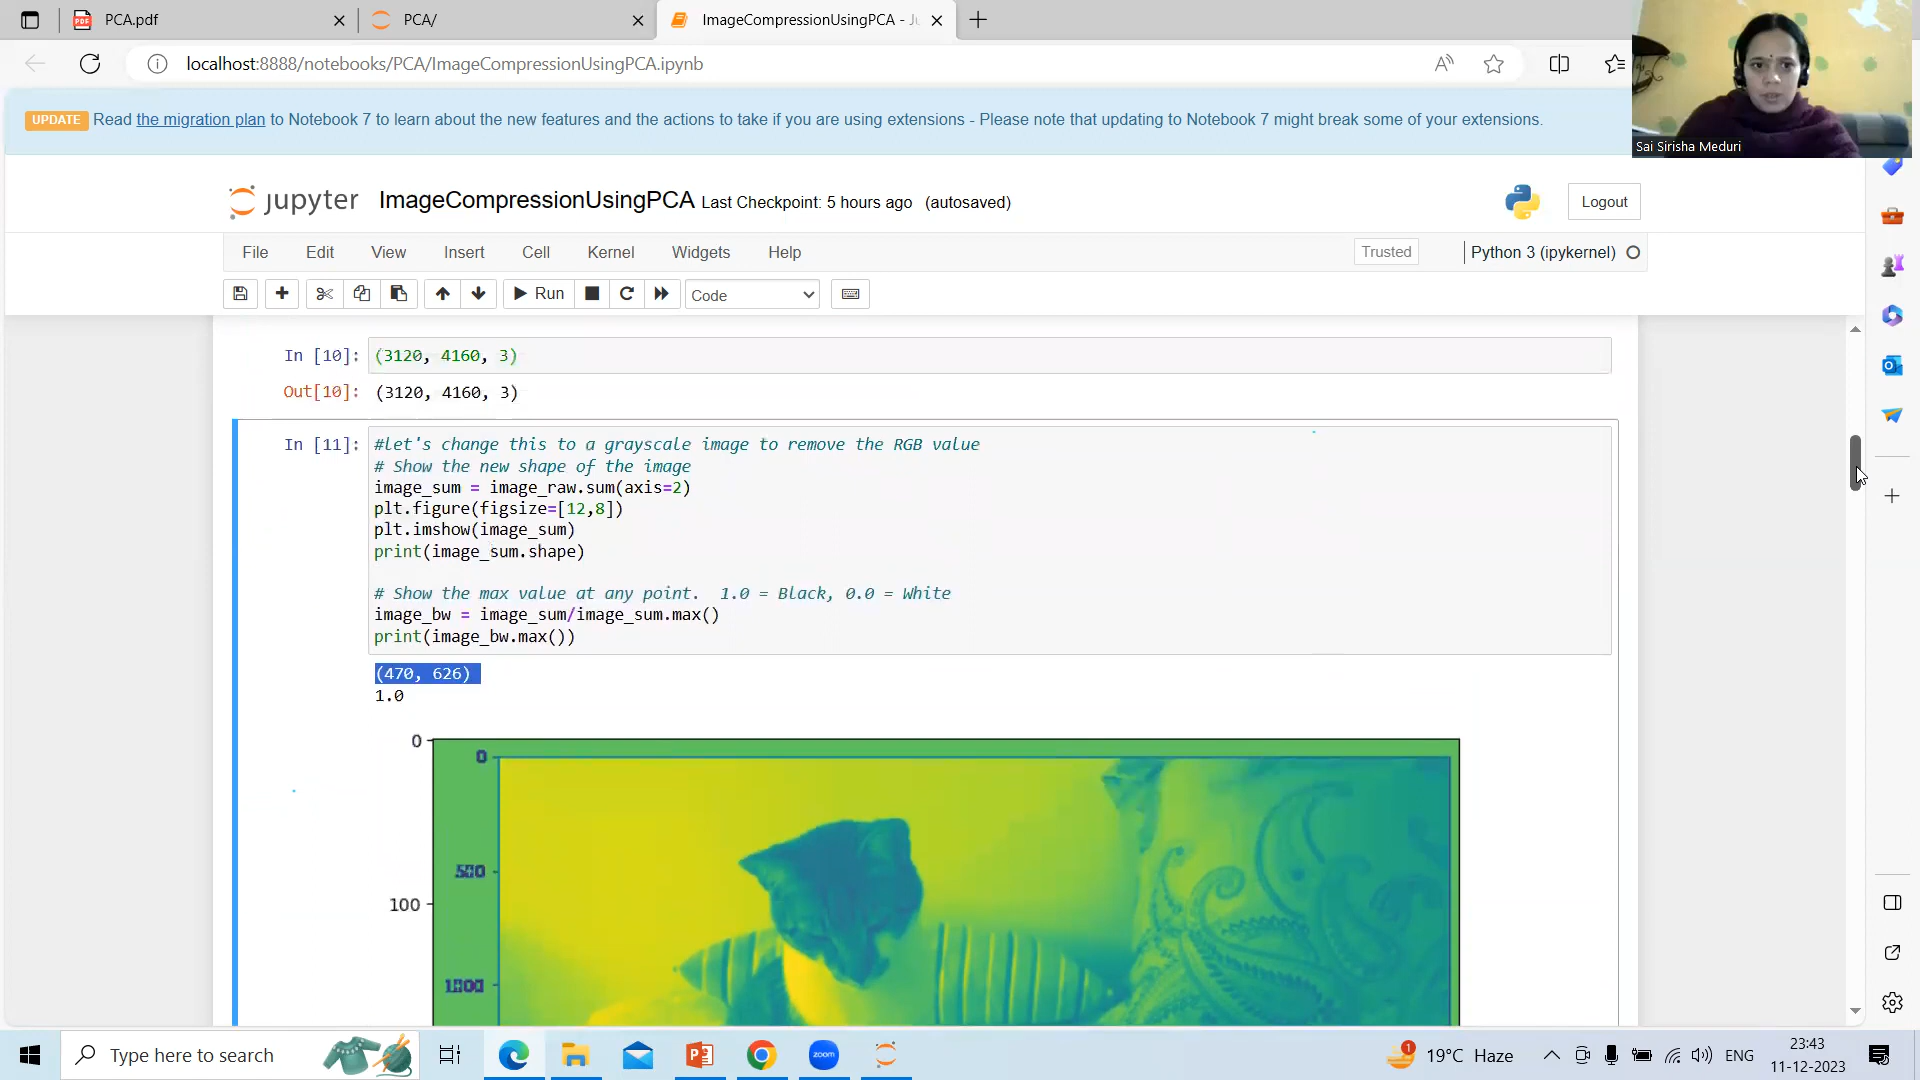 PCA.pdf
PCA/
ImageCompressionUsingPCA - Ju
localhost:8888/notebooks/PCA/ImageCompressionUsingPCA.ipynb
Sai Sirisha Meduri
UPDATE Read the migration plan to Notebook 7 to learn about the new features and the actions to take if you are using extensions - Please note that updating to Notebook 7 might break some of your extensions.
jupyter ImageCompressionUsingPCA Last Checkpoint: 5 hours ago (autosaved)
Logout
File Edit View Insert Cell Kernel Widgets Help
Trusted
Python 3 (ipykernel)
Run
Code
In [10]: (3120, 4160, 3)
Out[10]: (3120, 4160, 3)
In [11]: #let's change this to a grayscale image to remove the RGB value
# Show the new shape of the image
image_sum = image_raw.sum(axis=2)
plt.figure(figsize=[12,8])
plt.imshow(image_sum)
print(image_sum.shape)
# Show the max value at any point.  1.0 = Black, 0.0 = White
image_bw = image_sum/image_sum.max()
print(image_bw.max())
(470, 626)
1.0
0
0
500
100
1000
Type here to search
zoom
1
19°C Haze
ENG
23:43
11-12-2023